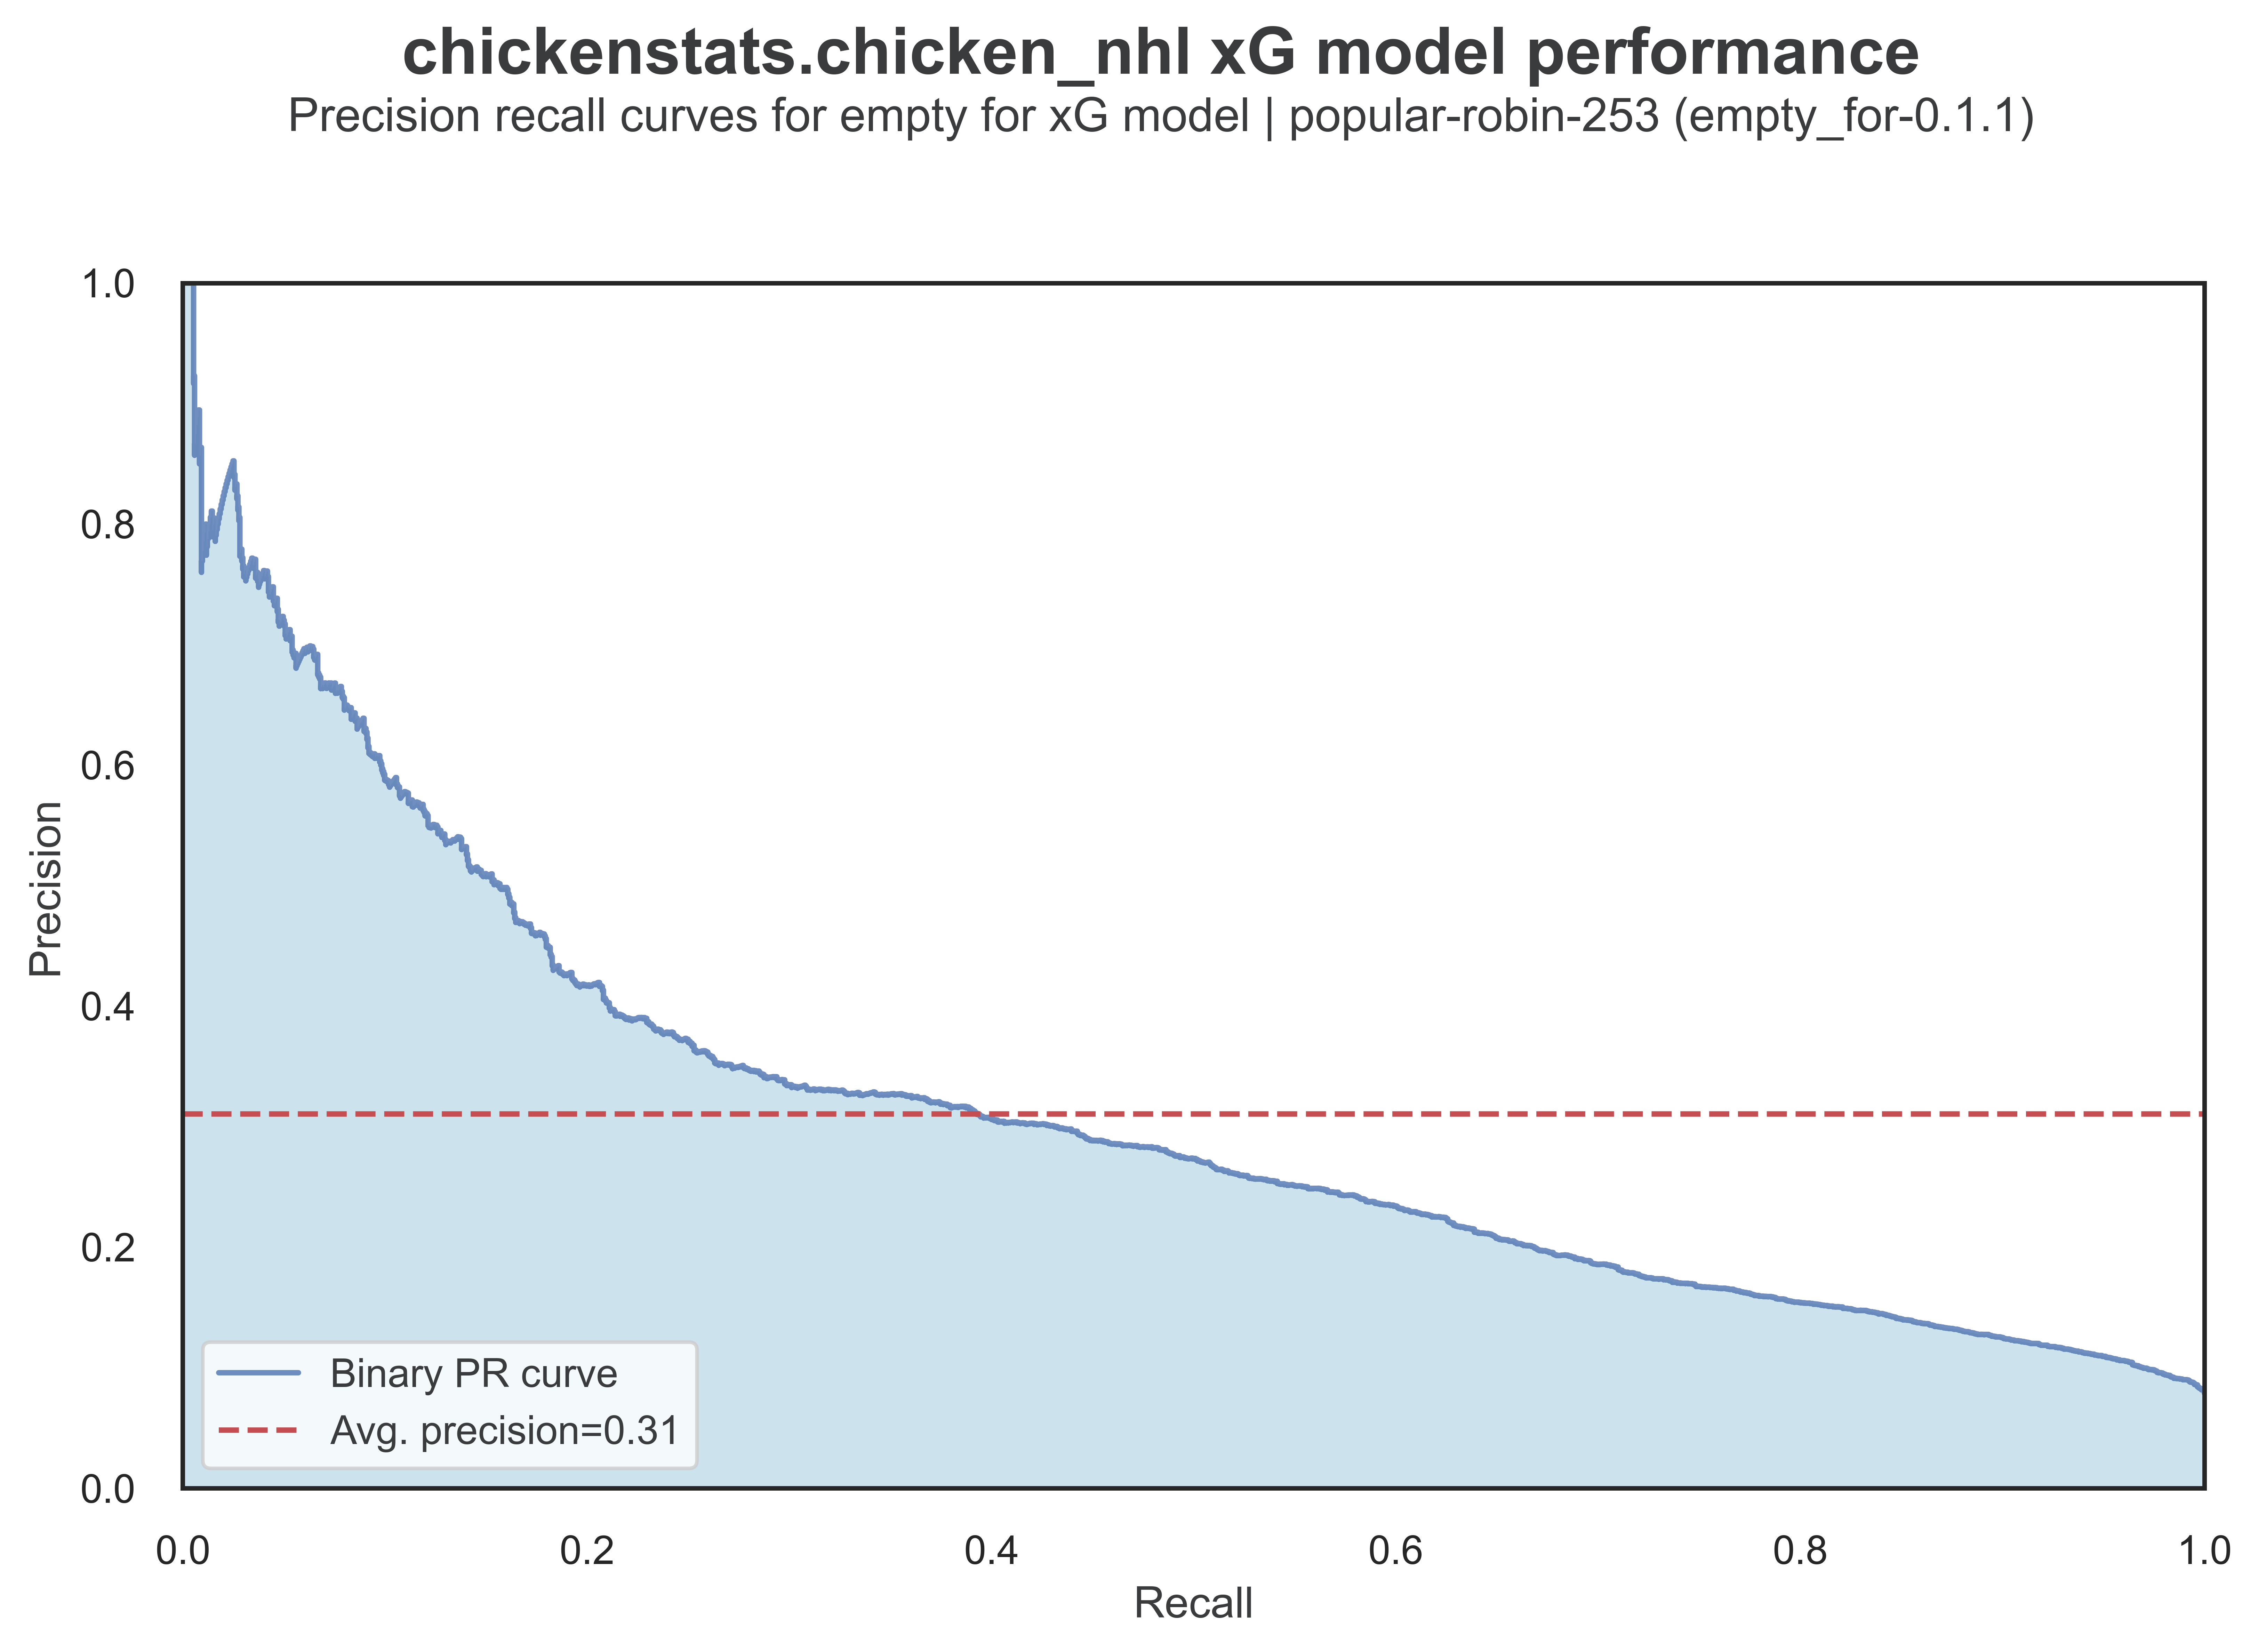 chickenstats.chicken_nhl xG model performance
Precision recall curves for empty for xG model | popular-robin-253 (empty_for-0.1.1)
1.0
0.8
0.6
0.4
0.2
0.0
Precision
Binary PR curve
Avg. precision=0.31
0.0 0.2 0.4 0.6 0.8 1.0
Recall